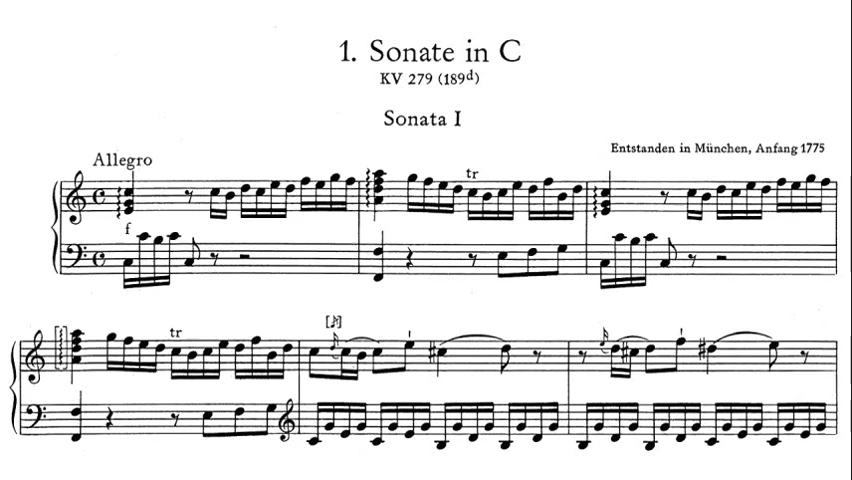 1. Sonate in C
KV 279 (189d)
Sonata I
Entstanden in München, Anfang 1775
Allegro
tr
f
tr